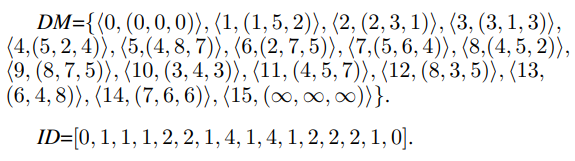 DM={⟨0, (0, 0, 0)⟩, ⟨1, (1, 5, 2)⟩, ⟨2, (2, 3, 1)⟩, ⟨3, (3, 1, 3)⟩,
⟨4,(5, 2, 4)⟩, ⟨5,(4, 8, 7)⟩, ⟨6,(2, 7, 5)⟩, ⟨7,(5, 6, 4)⟩, ⟨8,(4, 5, 2)⟩,
⟨9, (8, 7, 5)⟩, ⟨10, (3, 4, 3)⟩, ⟨11, (4, 5, 7)⟩, ⟨12, (8, 3, 5)⟩, ⟨13,
(6, 4, 8)⟩, ⟨14, (7, 6, 6)⟩, ⟨15, (∞, ∞, ∞)⟩}.
ID=[0, 1, 1, 1, 2, 2, 1, 4, 1, 4, 1, 2, 2, 2, 1, 0].